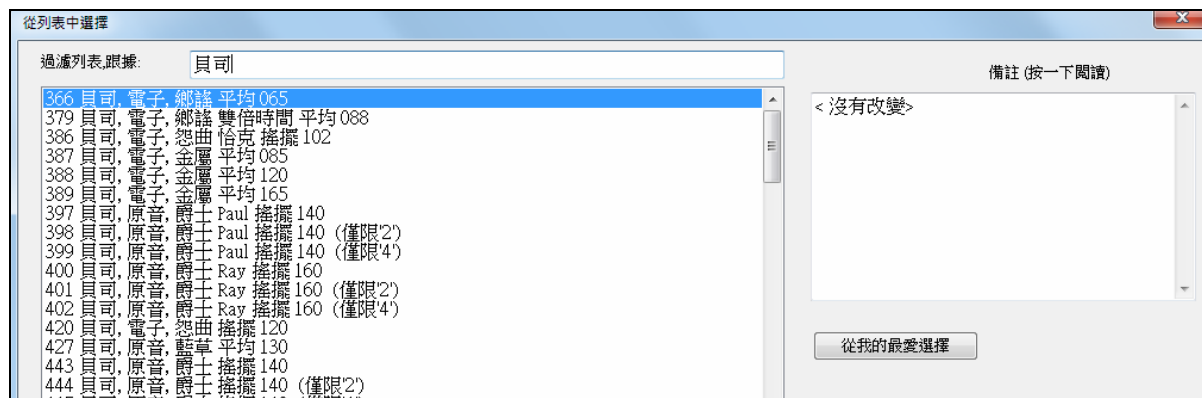 從列表中選擇
過濾列表,跟據: 貝司
366 貝司, 電子, 鄉謠 平均 065
379 貝司, 電子, 鄉謠 雙倍時間 平均 088
386 貝司, 電子, 怨曲 恰克 搖擺 102
387 貝司, 電子, 金屬 平均 085
388 貝司, 電子, 金屬 平均 120
389 貝司, 電子, 金屬 平均 165
397 貝司, 原音, 爵士 Paul 搖擺 140
398 貝司, 原音, 爵士 Paul 搖擺 140 (僅限'2')
399 貝司, 原音, 爵士 Paul 搖擺 140 (僅限'4')
400 貝司, 原音, 爵士 Ray 搖擺 160
401 貝司, 原音, 爵士 Ray 搖擺 160 (僅限'2')
402 貝司, 原音, 爵士 Ray 搖擺 160 (僅限'4')
420 貝司, 電子, 怨曲 搖擺 120
427 貝司, 原音, 藍草 平均 130
443 貝司, 原音, 爵士 搖擺 140
444 貝司, 原音, 爵士 搖擺 140 (僅限'2')
備註 (按一下閱讀)
< 沒有改變>
從我的最愛選擇